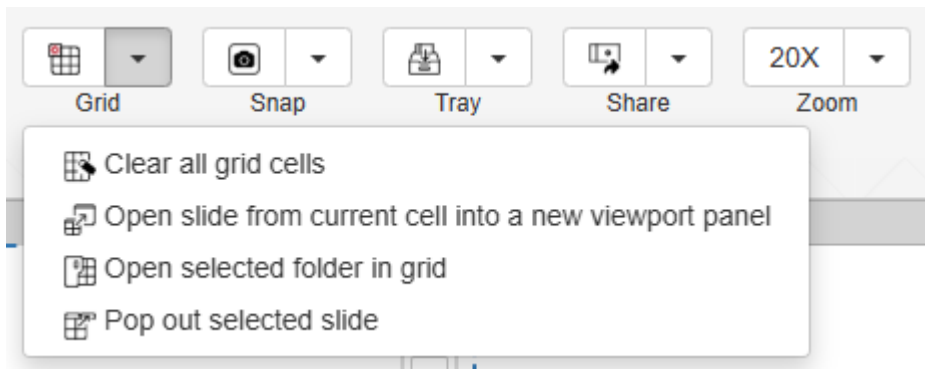 20X
Grid Snap Tray Share Zoom
Clear all grid cells
Open slide from current cell into a new viewport panel
Open selected folder in grid
Pop out selected slide